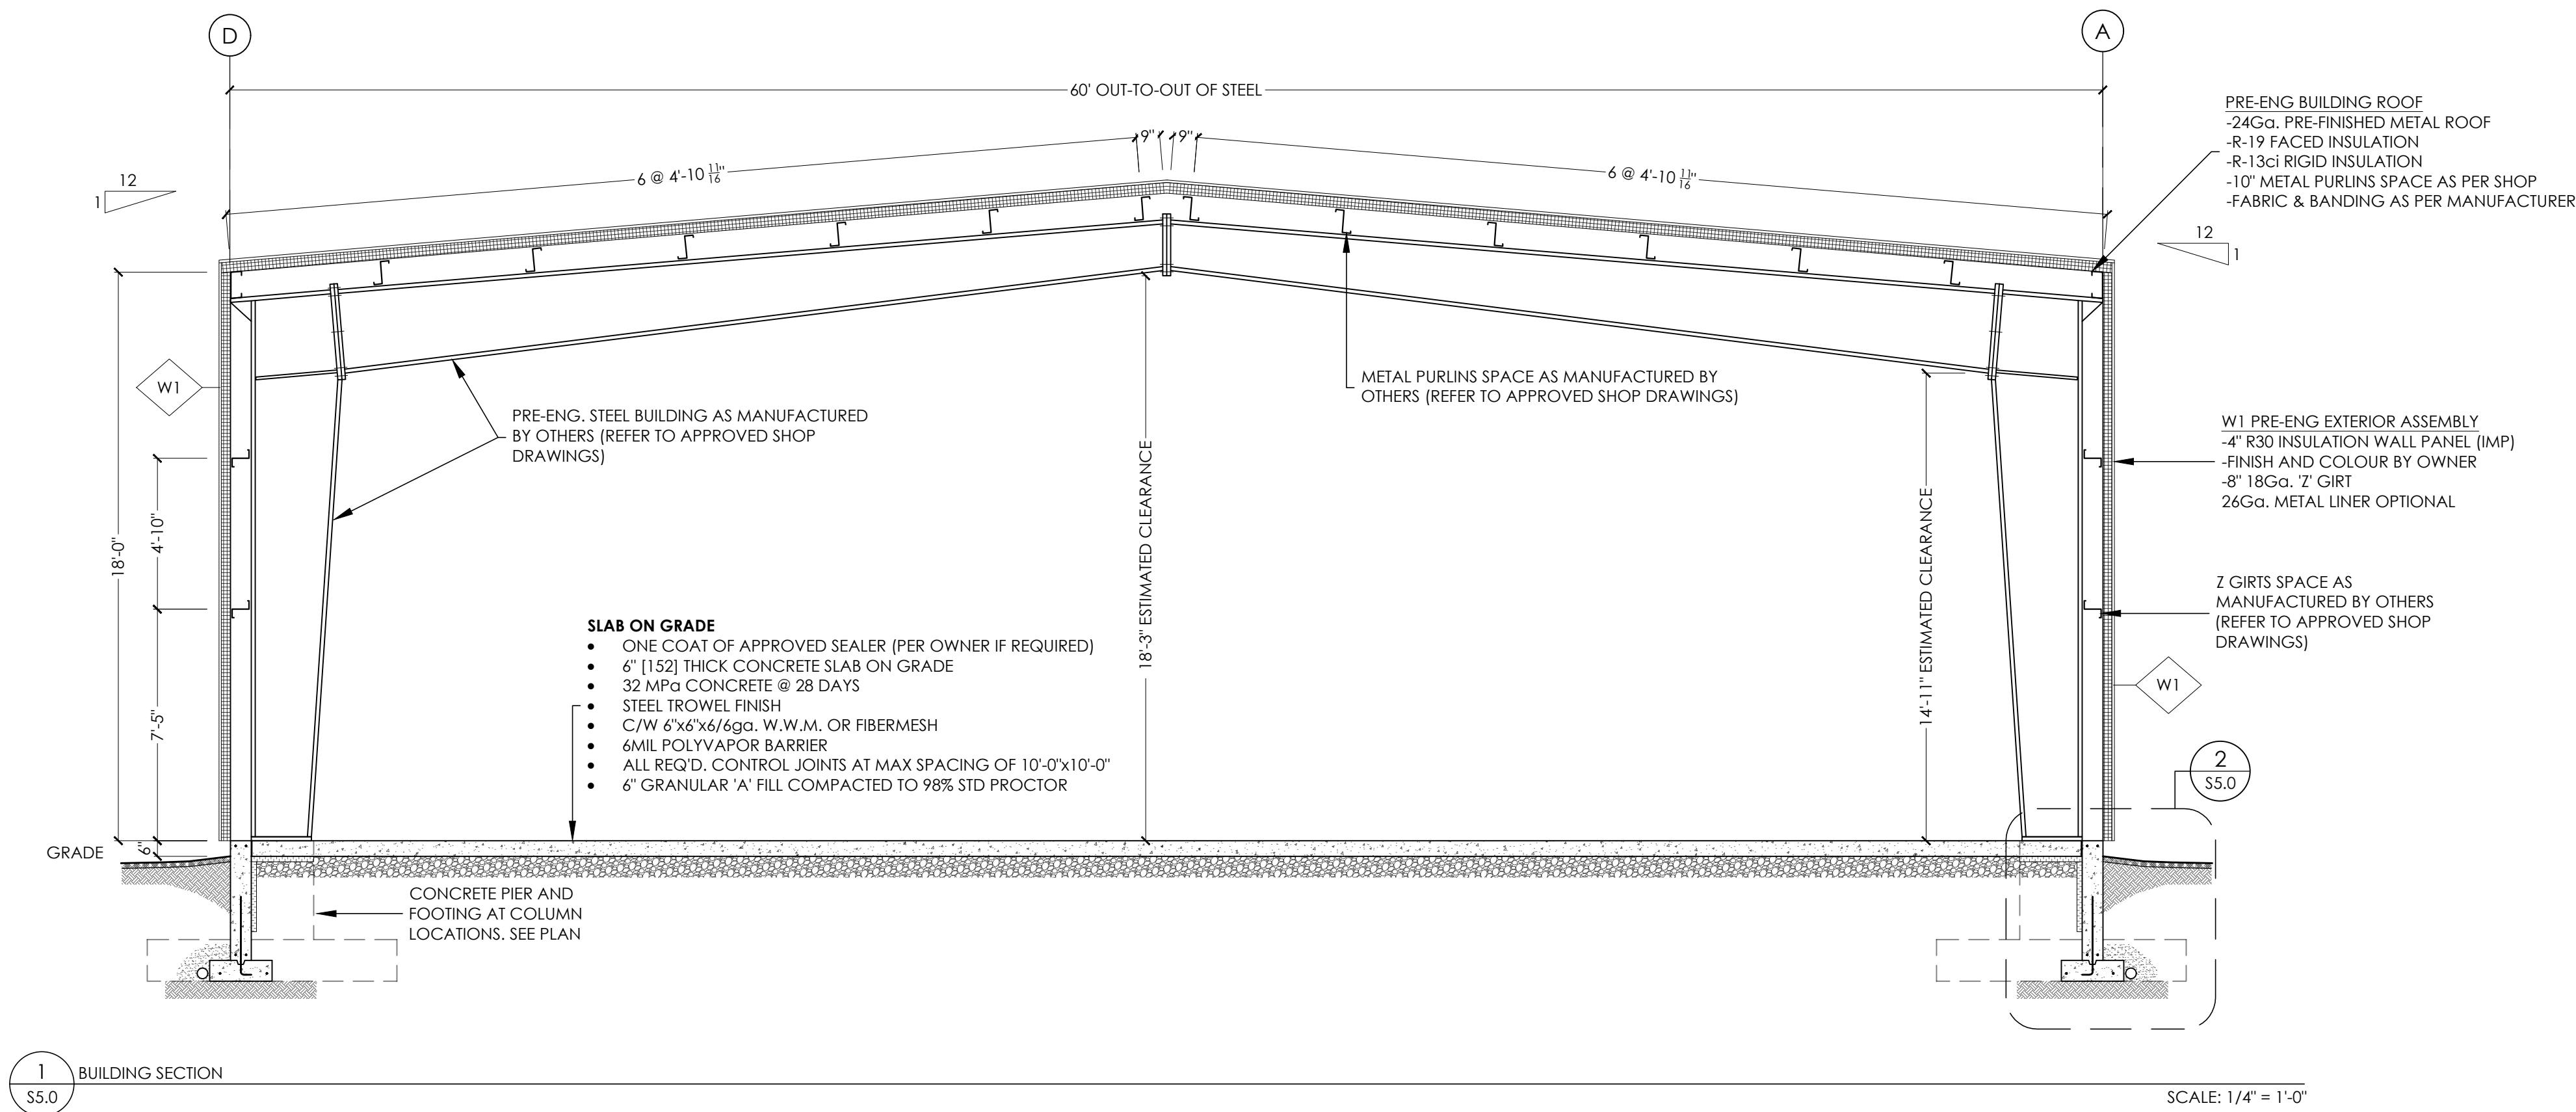 D
A
60' OUT-TO-OUT OF STEEL
9" 9"
6 @ 4'-10 11/16"
6 @ 4'-10 11/16"
12
1
12
1
PRE-ENG BUILDING ROOF
-24Ga. PRE-FINISHED METAL ROOF
-R-19 FACED INSULATION
-R-13ci RIGID INSULATION
-10" METAL PURLINS SPACE AS PER SHOP
-FABRIC & BANDING AS PER MANUFACTURER
W1
PRE-ENG. STEEL BUILDING AS MANUFACTURED
BY OTHERS (REFER TO APPROVED SHOP
DRAWINGS)
METAL PURLINS SPACE AS MANUFACTURED BY
OTHERS (REFER TO APPROVED SHOP DRAWINGS)
W1 PRE-ENG EXTERIOR ASSEMBLY
-4" R30 INSULATION WALL PANEL (IMP)
-FINISH AND COLOUR BY OWNER
-8" 18Ga. 'Z' GIRT
26Ga. METAL LINER OPTIONAL
18'-0"
4'-10"
7'-5"
6"
18'-3" ESTIMATED CLEARANCE
14'-11" ESTIMATED CLEARANCE
Z GIRTS SPACE AS
MANUFACTURED BY OTHERS
(REFER TO APPROVED SHOP
DRAWINGS)
W1
SLAB ON GRADE
• ONE COAT OF APPROVED SEALER (PER OWNER IF REQUIRED)
• 6" [152] THICK CONCRETE SLAB ON GRADE
• 32 MPa CONCRETE @ 28 DAYS
• STEEL TROWEL FINISH
• C/W 6"x6"x6/6ga. W.W.M. OR FIBERMESH
• 6MIL POLYVAPOR BARRIER
• ALL REQ'D. CONTROL JOINTS AT MAX SPACING OF 10'-0"x10'-0"
• 6" GRANULAR 'A' FILL COMPACTED TO 98% STD PROCTOR
2
S5.0
GRADE
CONCRETE PIER AND
FOOTING AT COLUMN
LOCATIONS. SEE PLAN
1
S5.0
BUILDING SECTION
SCALE: 1/4" = 1'-0"